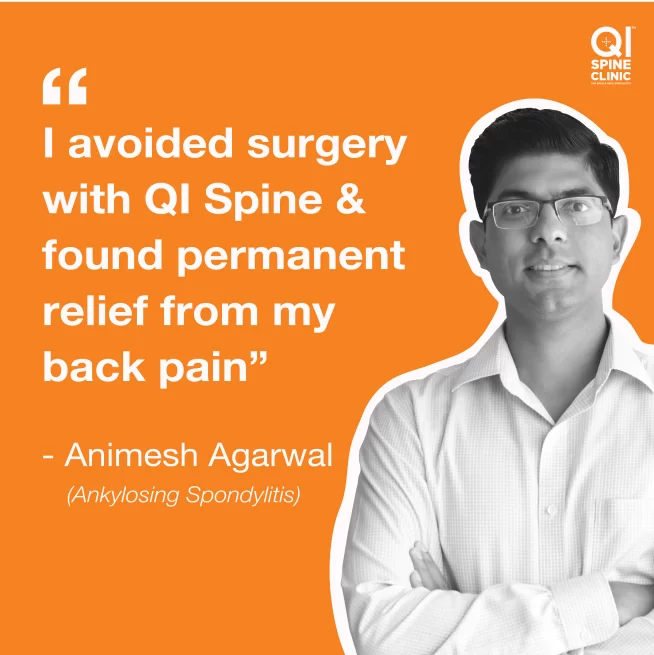 QI
SPINE
CLINIC
“
I avoided surgery
with QI Spine &
found permanent
relief from my
back pain”
- Animesh Agarwal
(Ankylosing Spondylitis)